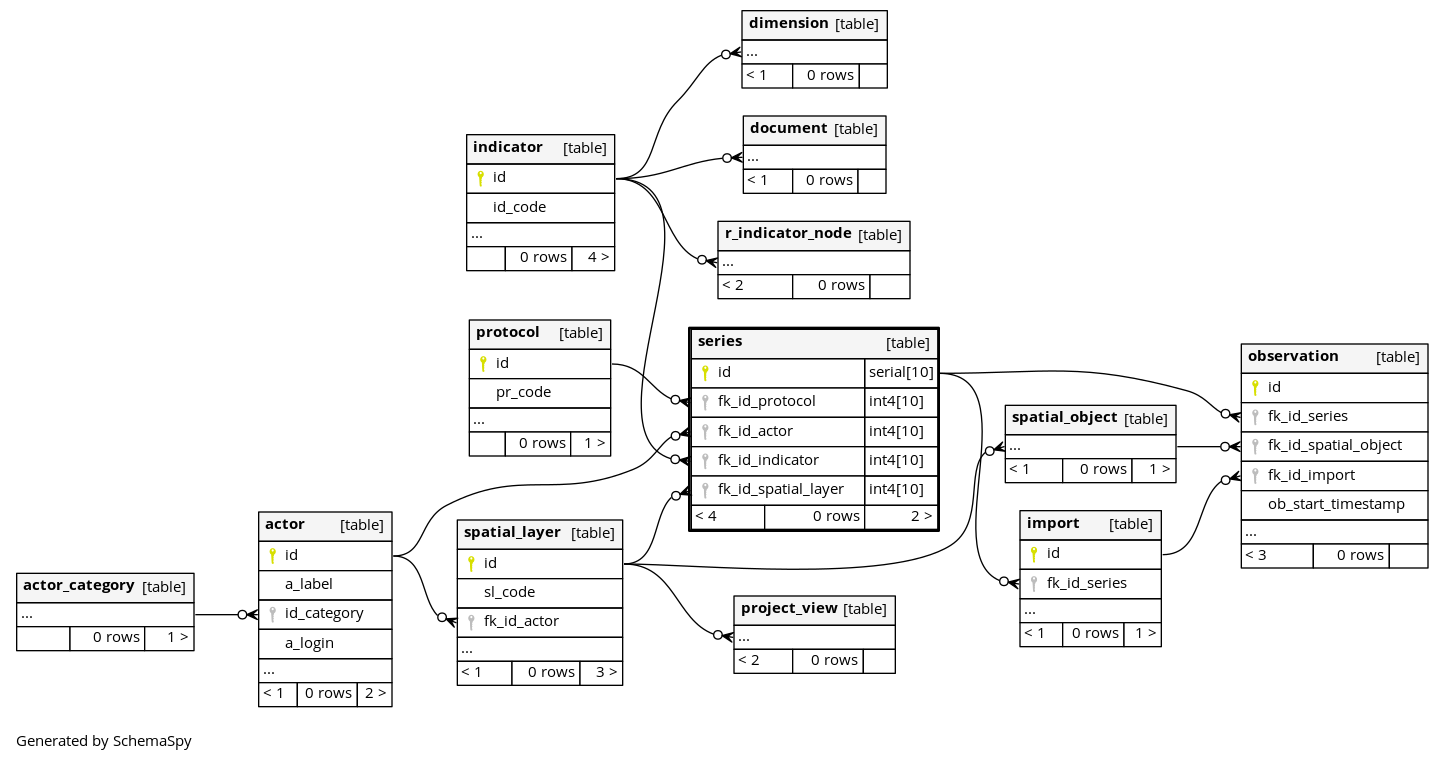 dimension [table]
...
< 1 0 rows
document [table]
...
< 1 0 rows
indicator [table]
id
id_code
...
0 rows 4 >
r_indicator_node [table]
...
< 2 0 rows
protocol [table]
id
pr_code
...
0 rows 1 >
series [table]
id serial[10]
fk_id_protocol int4[10]
fk_id_actor int4[10]
fk_id_indicator int4[10]
fk_id_spatial_layer int4[10]
< 4 0 rows 2 >
observation [table]
id
fk_id_series
fk_id_spatial_object
fk_id_import
ob_start_timestamp
...
< 3 0 rows
spatial_object [table]
...
< 1 0 rows 1 >
import [table]
id
fk_id_series
...
< 1 0 rows 1 >
actor [table]
id
a_label
id_category
a_login
...
< 1 0 rows 2 >
spatial_layer [table]
id
sl_code
fk_id_actor
...
< 1 0 rows 3 >
actor_category [table]
...
0 rows 1 >
project_view [table]
...
< 2 0 rows
Generated by SchemaSpy